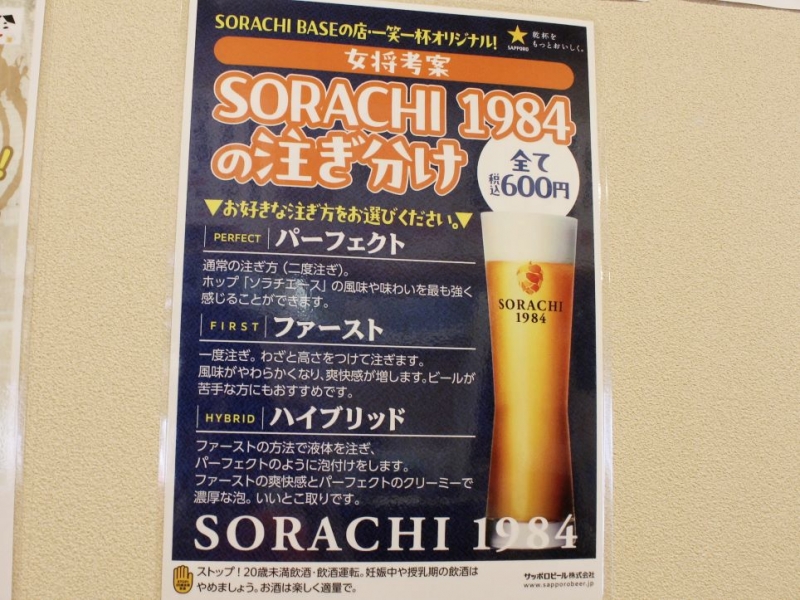 SORACHI BASEの店・一笑一杯オリジナル!
SAPPORO
乾杯を
もっとおいしく。
女将考案
SORACHI 1984
の注ぎ分け
全て
税込600円
▼お好きな注ぎ方をお選びください。▼
PERFECT パーフェクト
通常の注ぎ方(二度注ぎ)。
ホップ「ソラチエース」の風味や味わいを最も強く
感じることができます。
FIRST ファースト
一度注ぎ。わざと高さをつけて注ぎます。
風味がやわらかくなり、爽快感が増します。ビールが
苦手な方にもおすすめです。
HYBRID ハイブリッド
ファーストの方法で液体を注ぎ、
パーフェクトのように泡付けをします。
ファーストの爽快感とパーフェクトのクリーミーで
濃厚な泡。いいとこ取りです。
SORACHI
1984
SORACHI 1984
ストップ!20歳未満飲酒・飲酒運転。妊娠中や授乳期の飲酒は
やめましょう。お酒は楽しく適量で。
サッポロビール株式会社
www.sapporobeer.jp